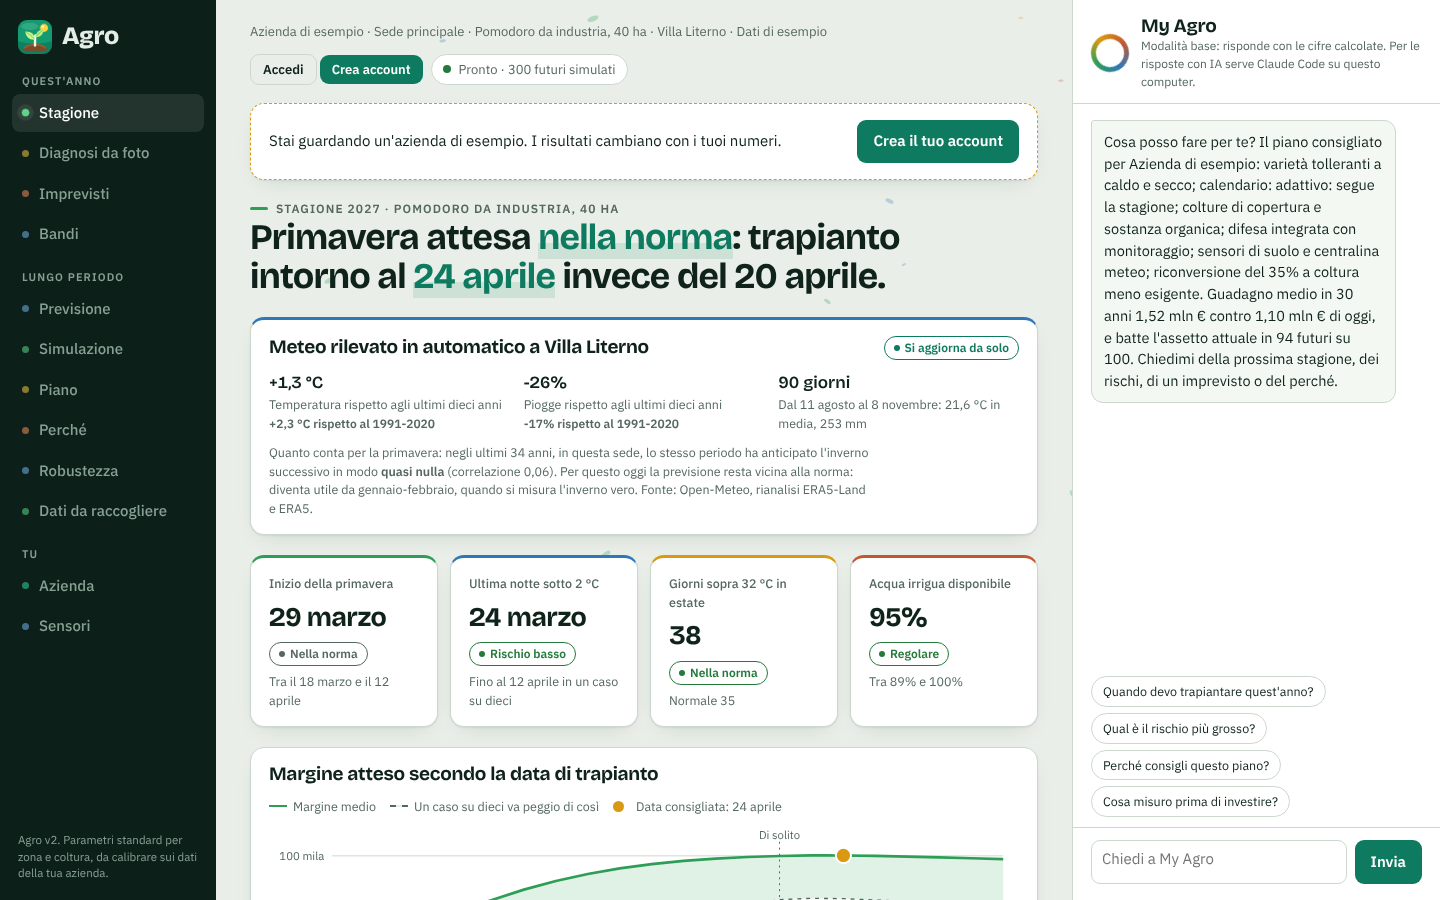 Agro
QUEST'ANNO
Stagione
Diagnosi da foto
Imprevisti
Bandi
LUNGO PERIODO
Previsione
Simulazione
Piano
Perché
Robustezza
Dati da raccogliere
TU
Azienda
Sensori
Agro v2. Parametri standard per
zona e coltura, da calibrare sui dati
della tua azienda.
Azienda di esempio · Sede principale · Pomodoro da industria, 40 ha · Villa Literno · Dati di esempio
Accedi
Crea account
Pronto · 300 futuri simulati
Stai guardando un'azienda di esempio. I risultati cambiano con i tuoi numeri.
Crea il tuo account
STAGIONE 2027 · POMODORO DA INDUSTRIA, 40 HA
Primavera attesa nella norma: trapianto
intorno al 24 aprile invece del 20 aprile.
Meteo rilevato in automatico a Villa Literno
Si aggiorna da solo
+1,3 °C
Temperatura rispetto agli ultimi dieci anni
+2,3 °C rispetto al 1991-2020
-26%
Piogge rispetto agli ultimi dieci anni
-17% rispetto al 1991-2020
90 giorni
Dal 11 agosto al 8 novembre: 21,6 °C in
media, 253 mm
Quanto conta per la primavera: negli ultimi 34 anni, in questa sede, lo stesso periodo ha anticipato l'inverno
successivo in modo quasi nulla (correlazione 0,06). Per questo oggi la previsione resta vicina alla norma:
diventa utile da gennaio-febbraio, quando si misura l'inverno vero. Fonte: Open-Meteo, rianalisi ERA5-Land
e ERA5.
Inizio della primavera
29 marzo
Nella norma
Tra il 18 marzo e il 12
aprile
Ultima notte sotto 2 °C
24 marzo
Rischio basso
Fino al 12 aprile in un caso
su dieci
Giorni sopra 32 °C in
estate
38
Nella norma
Normale 35
Acqua irrigua disponibile
95%
Regolare
Tra 89% e 100%
Margine atteso secondo la data di trapianto
Margine medio
Un caso su dieci va peggio di così
Data consigliata: 24 aprile
Di solito
100 mila
My Agro
Modalità base: risponde con le cifre calcolate. Per le
risposte con IA serve Claude Code su questo
computer.
Cosa posso fare per te? Il piano consigliato
per Azienda di esempio: varietà tolleranti a
caldo e secco; calendario: adattivo: segue
la stagione; colture di copertura e
sostanza organica; difesa integrata con
monitoraggio; sensori di suolo e centralina
meteo; riconversione del 35% a coltura
meno esigente. Guadagno medio in 30
anni 1,52 mln € contro 1,10 mln € di oggi,
e batte l'assetto attuale in 94 futuri su
100. Chiedimi della prossima stagione, dei
rischi, di un imprevisto o del perché.
Quando devo trapiantare quest'anno?
Qual è il rischio più grosso?
Perché consigli questo piano?
Cosa misuro prima di investire?
Chiedi a My Agro
Invia